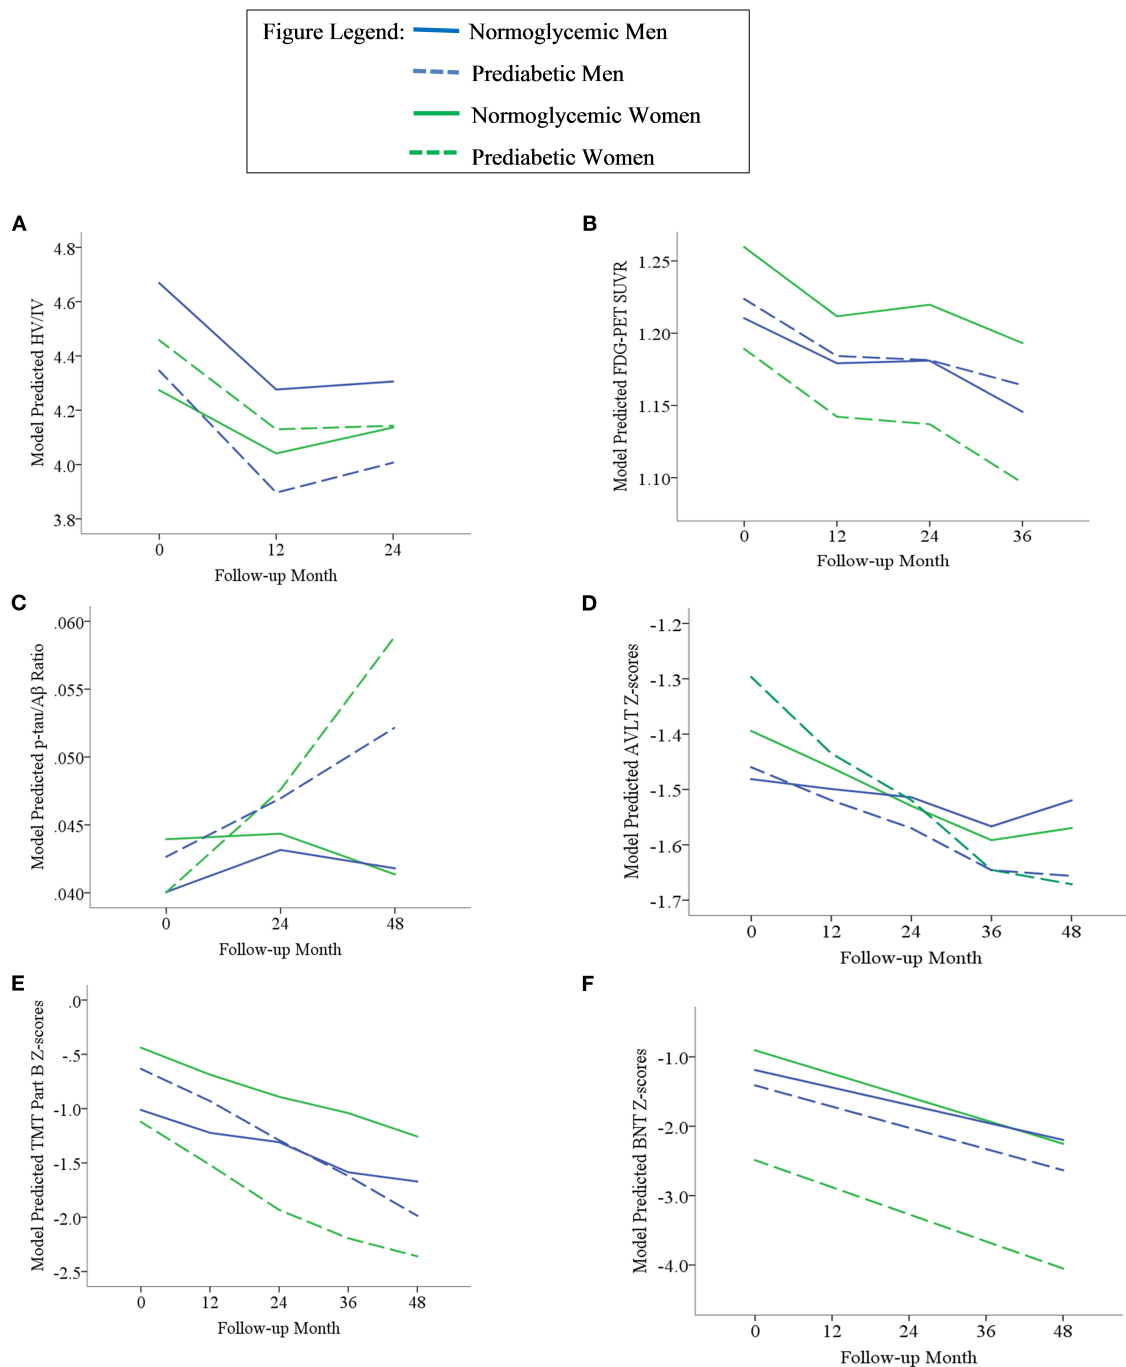 Figure Legend: Normoglycemic Men
Prediabetic Men
Normoglycemic Women
Prediabetic Women
A
Model Predicted HV/IV
4.8
4.6
4.4
4.2
4.0
3.8
0 12 24
Follow-up Month
B
Model Predicted FDG-PET SUVR
1.25
1.20
1.15
1.10
0 12 24 36
Follow-up Month
C
Model Predicted p-tau/Aβ Ratio
.060
.055
.050
.045
.040
0 24 48
Follow-up Month
D
Model Predicted AVLT Z-scores
-1.2
-1.3
-1.4
-1.5
-1.6
-1.7
0 12 24 36 48
Follow-up Month
E
Model Predicted TMT Part B Z-scores
.0
-.5
-1.0
-1.5
-2.0
-2.5
0 12 24 36 48
Follow-up Month
F
Model Predicted BNT Z-scores
-1.0
-2.0
-3.0
-4.0
0 12 24 36 48
Follow-up Month